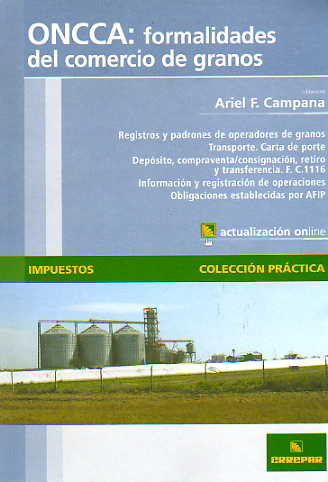 ONCCA: formalidades
del comercio de granos
Ariel F. Campana
Registros y padrones de operadores de granos
Transporte. Carta de porte
Depósito, compraventa/consignación, retiro
y transferencia. F. C.1116
Información y registración de operaciones
Obligaciones establecidas por AFIP
actualización online
IMPUESTOS COLECCIÓN PRÁCTICA
ERREPAR